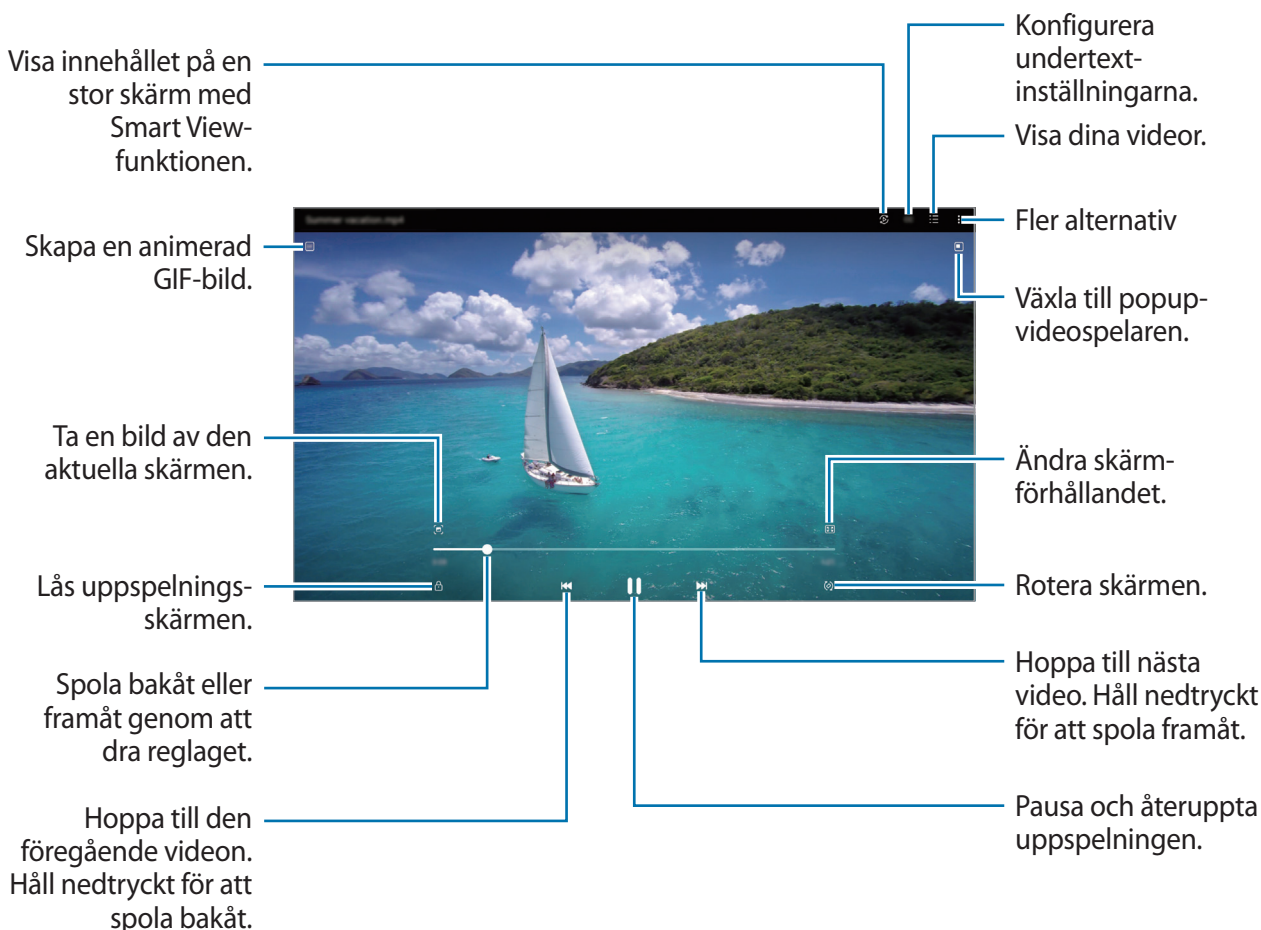 Konfigurera
undertext-
inställningarna.
Visa innehållet på en
stor skärm med
Smart View-
funktionen.
Visa dina videor.
Summer vacation.mp4
Fler alternativ
Skapa en animerad
GIF-bild.
Växla till popup-
videospelaren.
Ta en bild av den
aktuella skärmen.
Ändra skärm-
förhållandet.
Lås uppspelnings-
skärmen.
Rotera skärmen.
Spola bakåt eller
framåt genom att
dra reglaget.
Hoppa till nästa
video. Håll nedtryckt
för att spola framåt.
Hoppa till den
föregående videon.
Håll nedtryckt för att
spola bakåt.
Pausa och återuppta
uppspelningen.